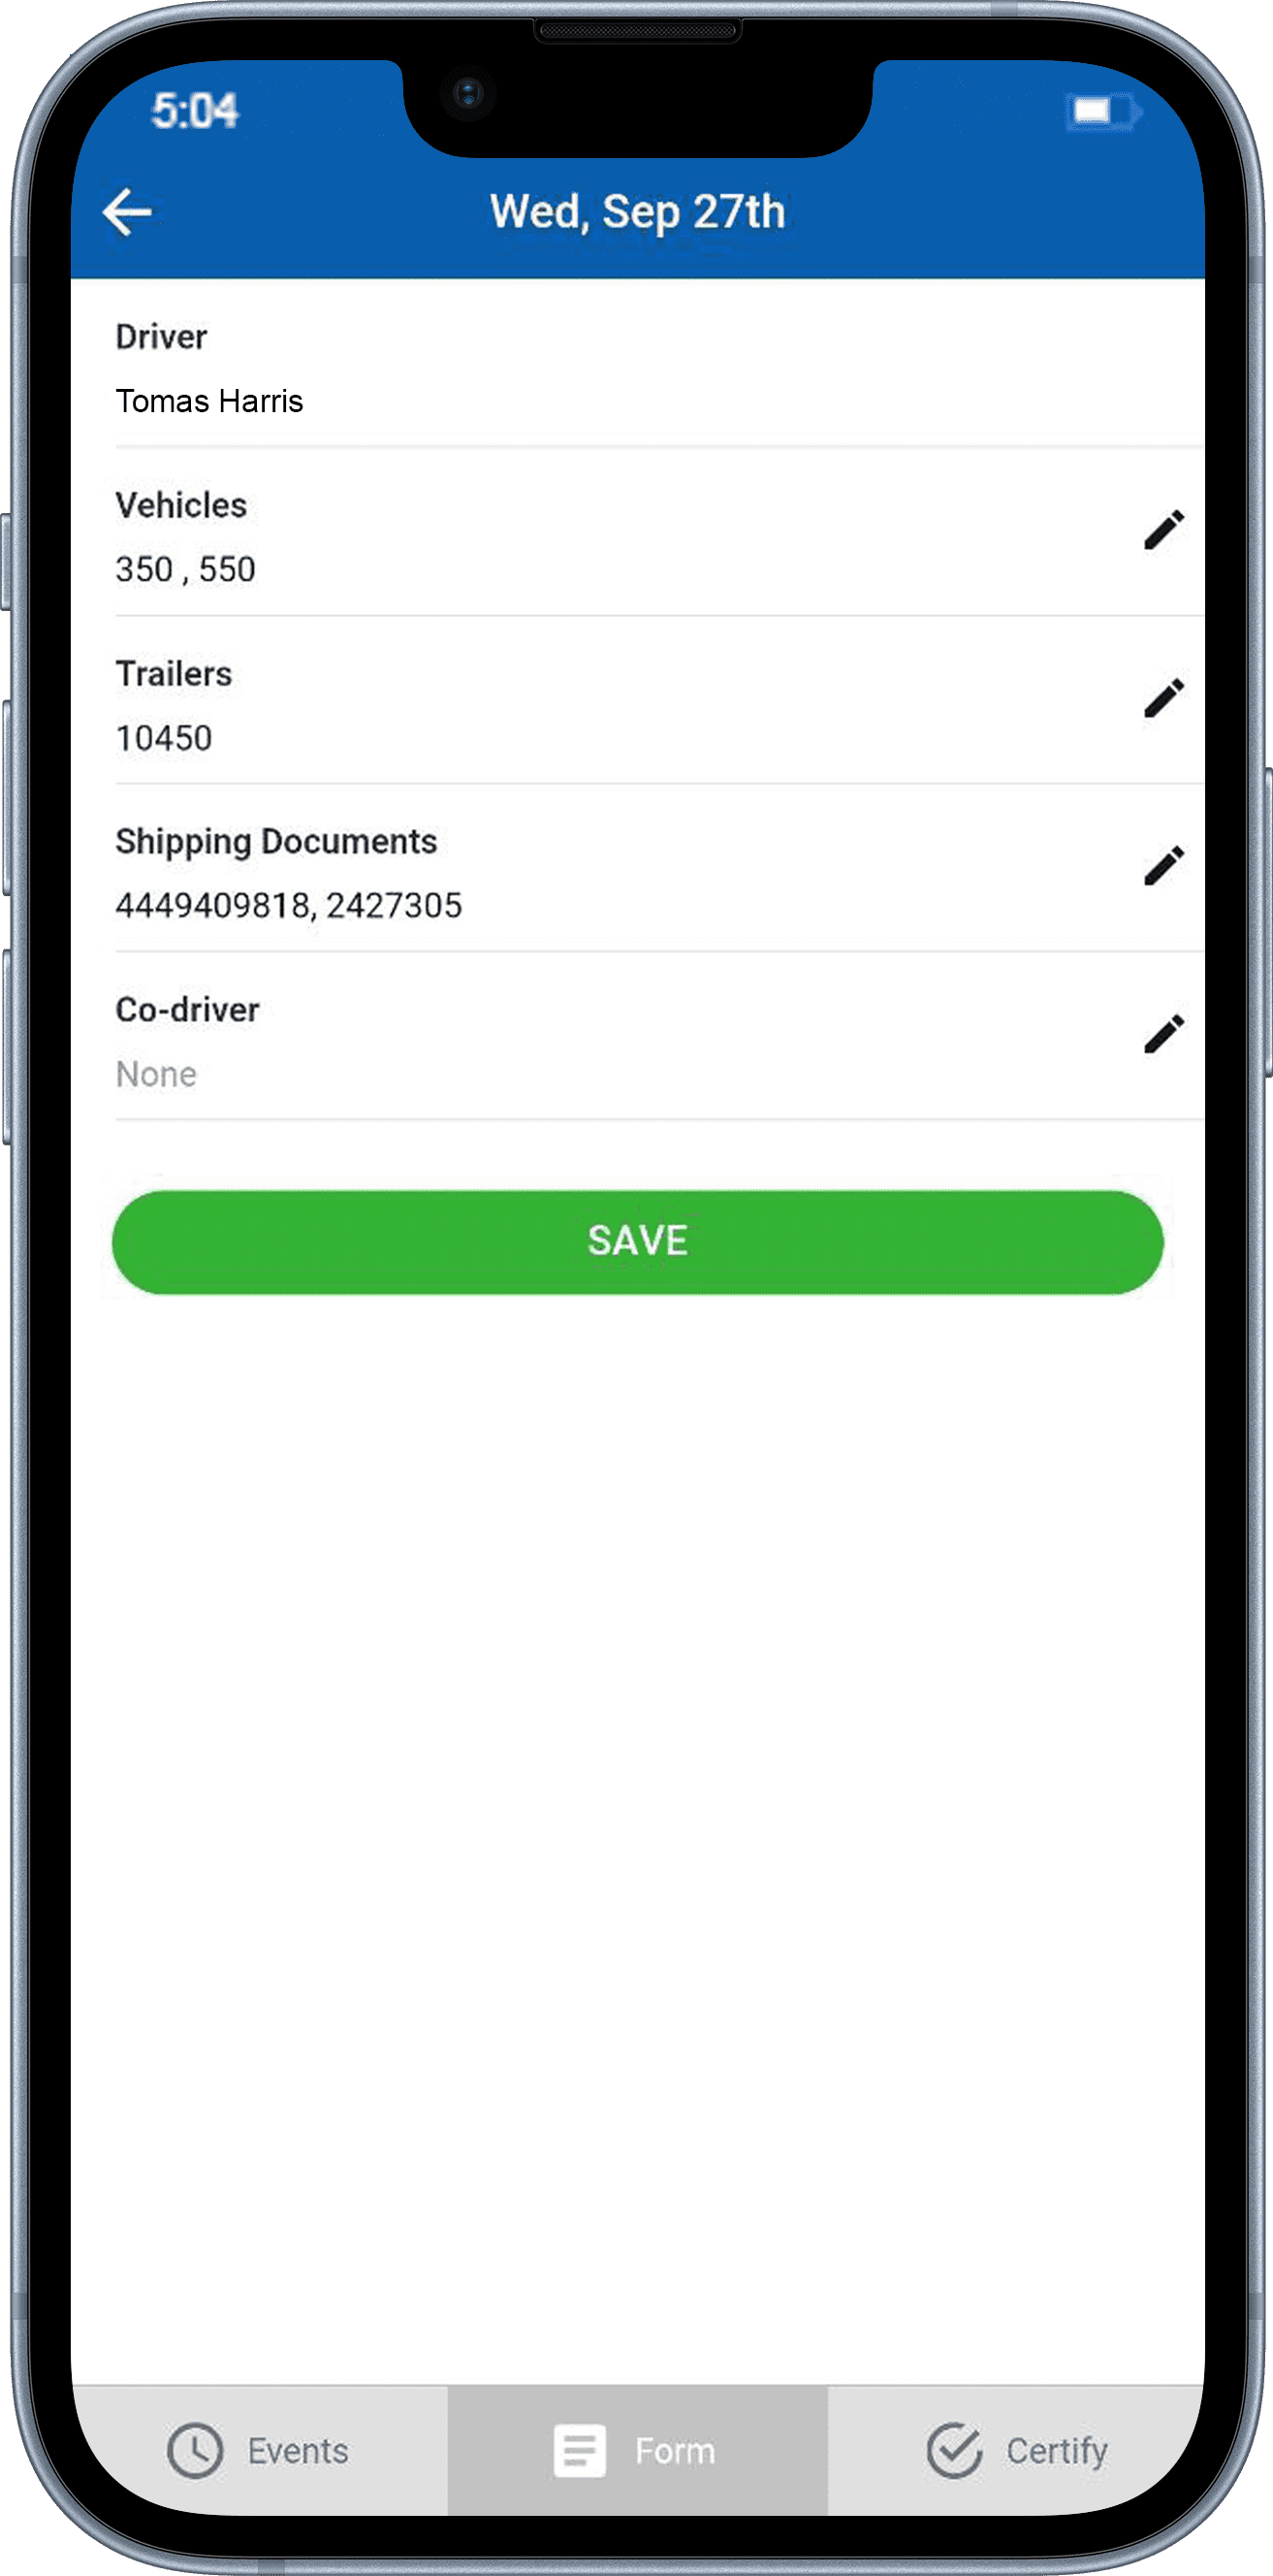 5:04
Wed, Sep 27th
Driver
Tomas Harris
Vehicles
350 , 550
Trailers
10450
Shipping Documents
4449409818, 2427305
Co-driver
None
SAVE
Events Form Certify